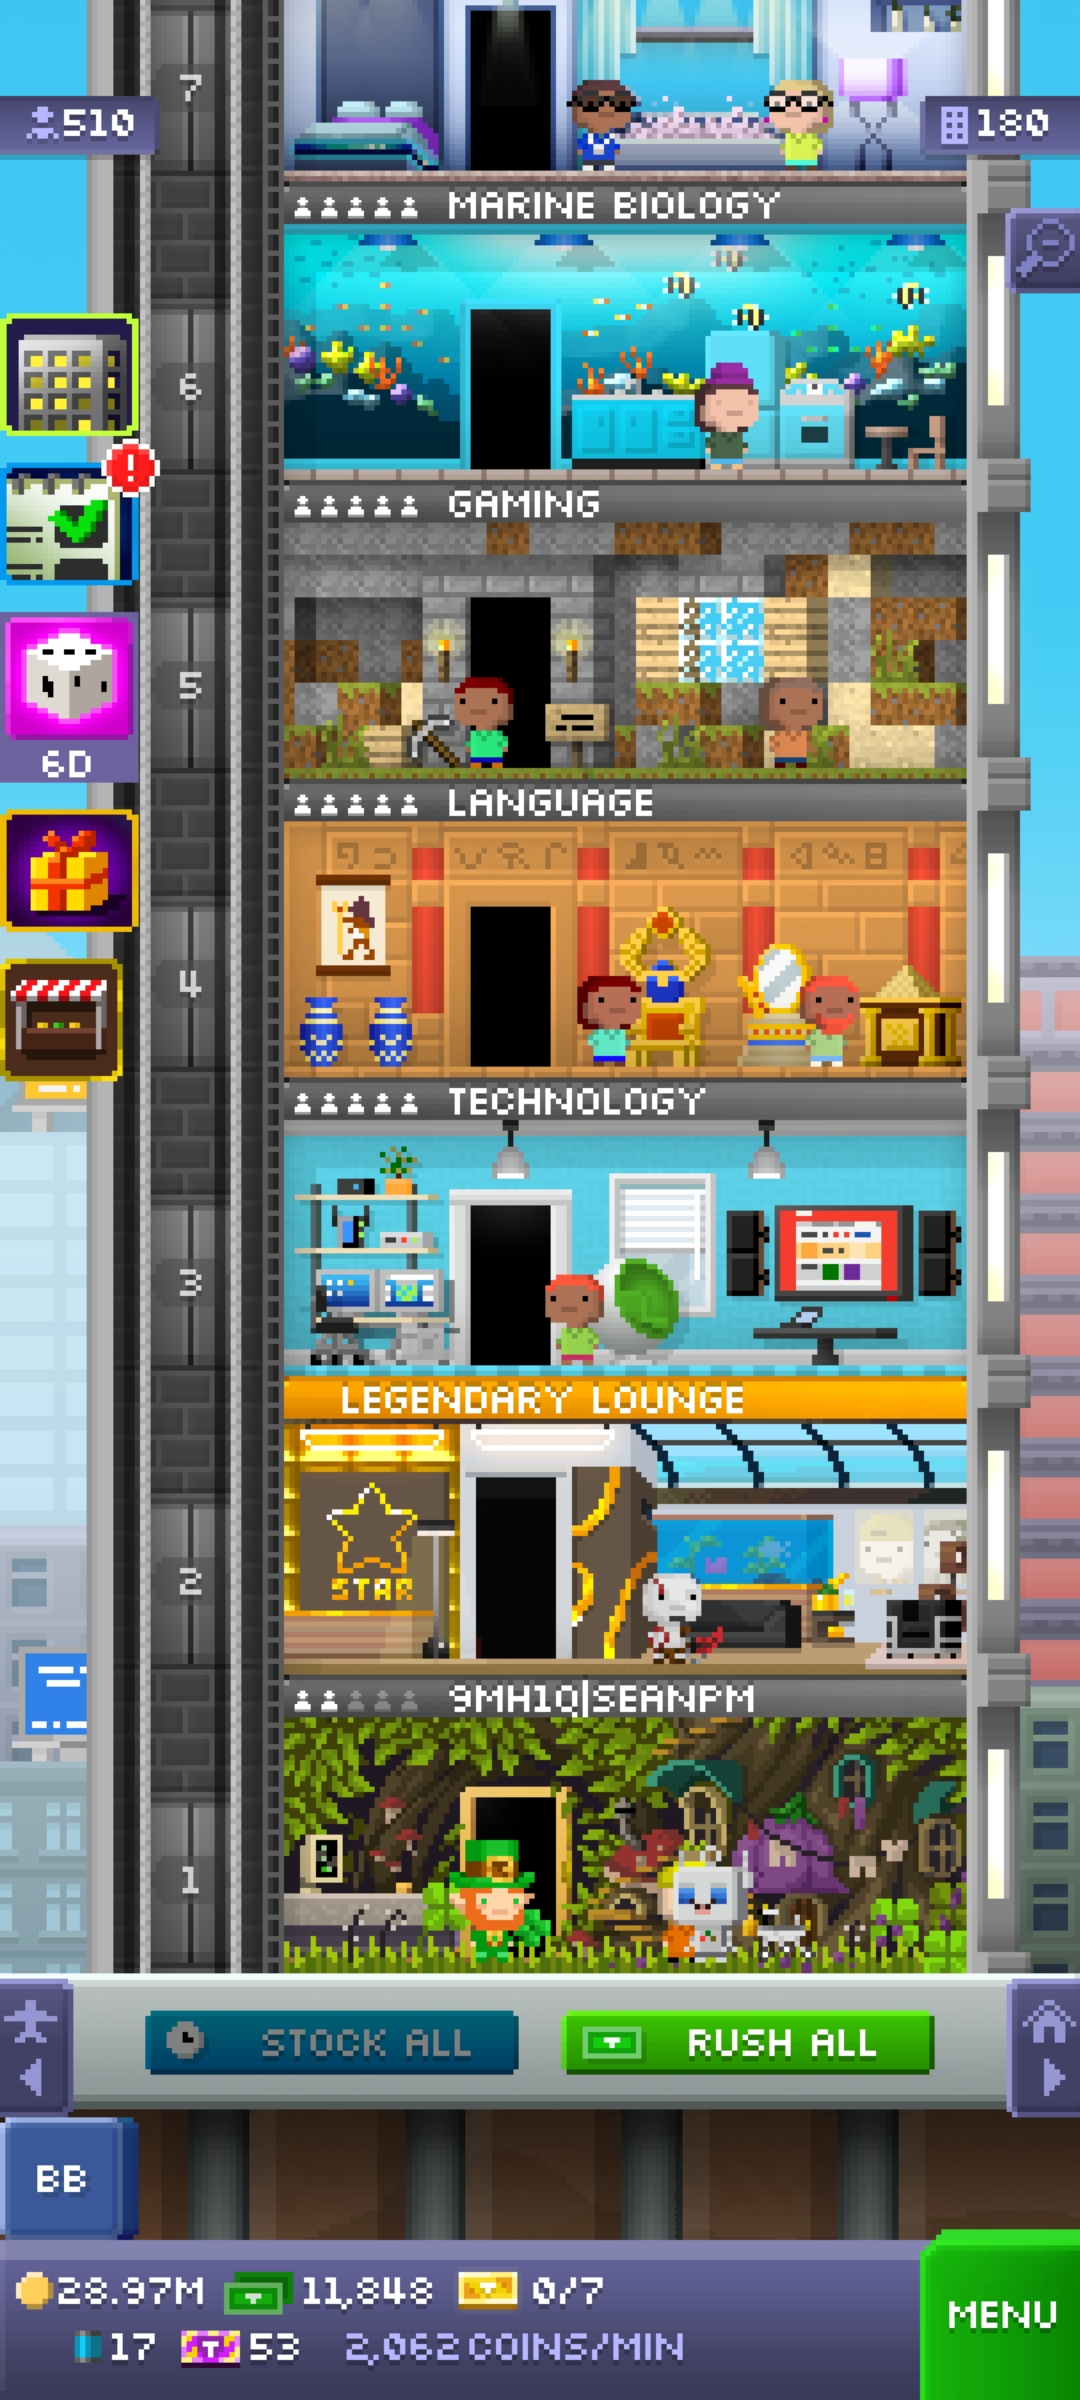 7
510
180
MARINE BIOLOGY
6
GAMING
5
6D
LANGUAGE
4
TECHNOLOGY
3
LEGENDARY LOUNGE
STAR
2
9MH1Q|SEANPM
1
STOCK ALL
RUSH ALL
BB
28.97M 11,848 0/7
MENU
17 53 2,062 COINS/MIN